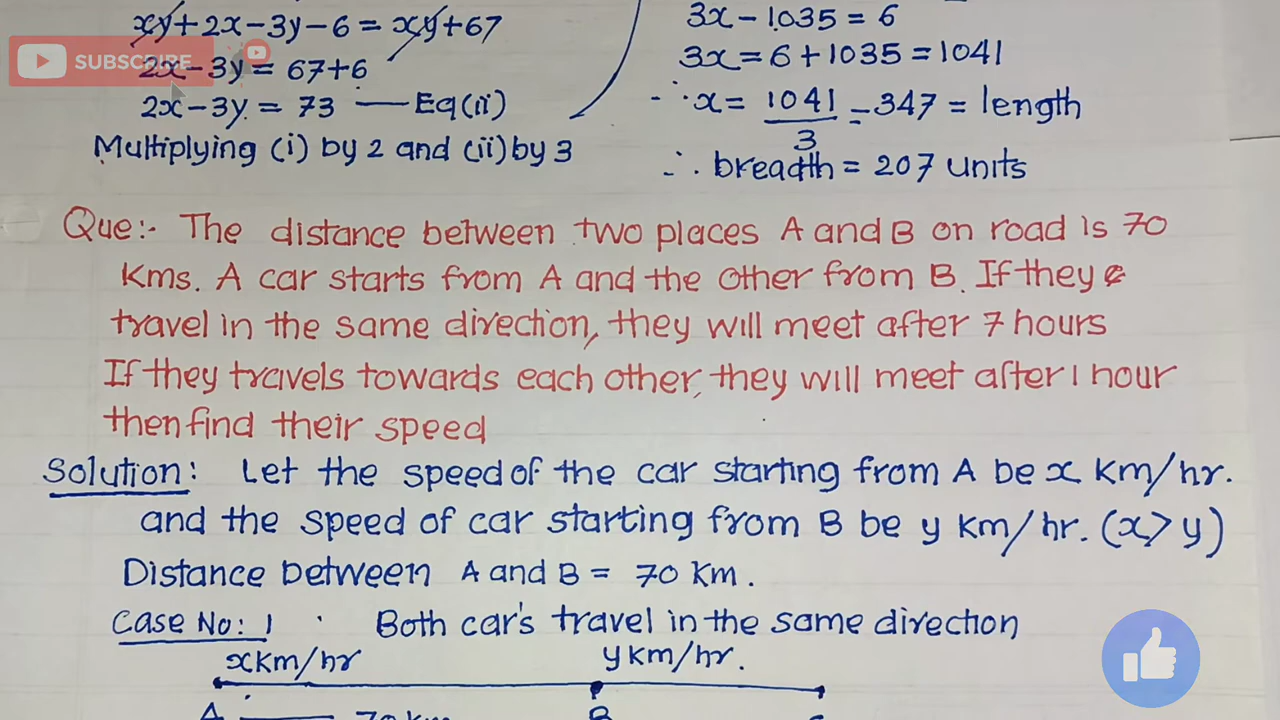 xy+2x-3y-6 = xy+67
SUBSCRIBE
2x-3y = 67+6
2x-3y = 73 — Eq(ii)
Multiplying (i) by 2 and (ii) by 3
3x-1035 = 6
3x = 6+1035 = 1041
∴ x = 1041/3 = 347 = length
∴ breadth = 207 units
Que:- The distance between two places A and B on road is 70
Kms. A car starts from A and the other from B. If they
travel in the same direction, they will meet after 7 hours
If they travels towards each other, they will meet after 1 hour
then find their speed
Solution: Let the speed of the car starting from A be x km/hr.
and the speed of car starting from B be y km/hr. (x>y)
Distance between A and B = 70 km.
Case No: 1 Both car's travel in the same direction
x km/hr y km/hr.
A 70 km B